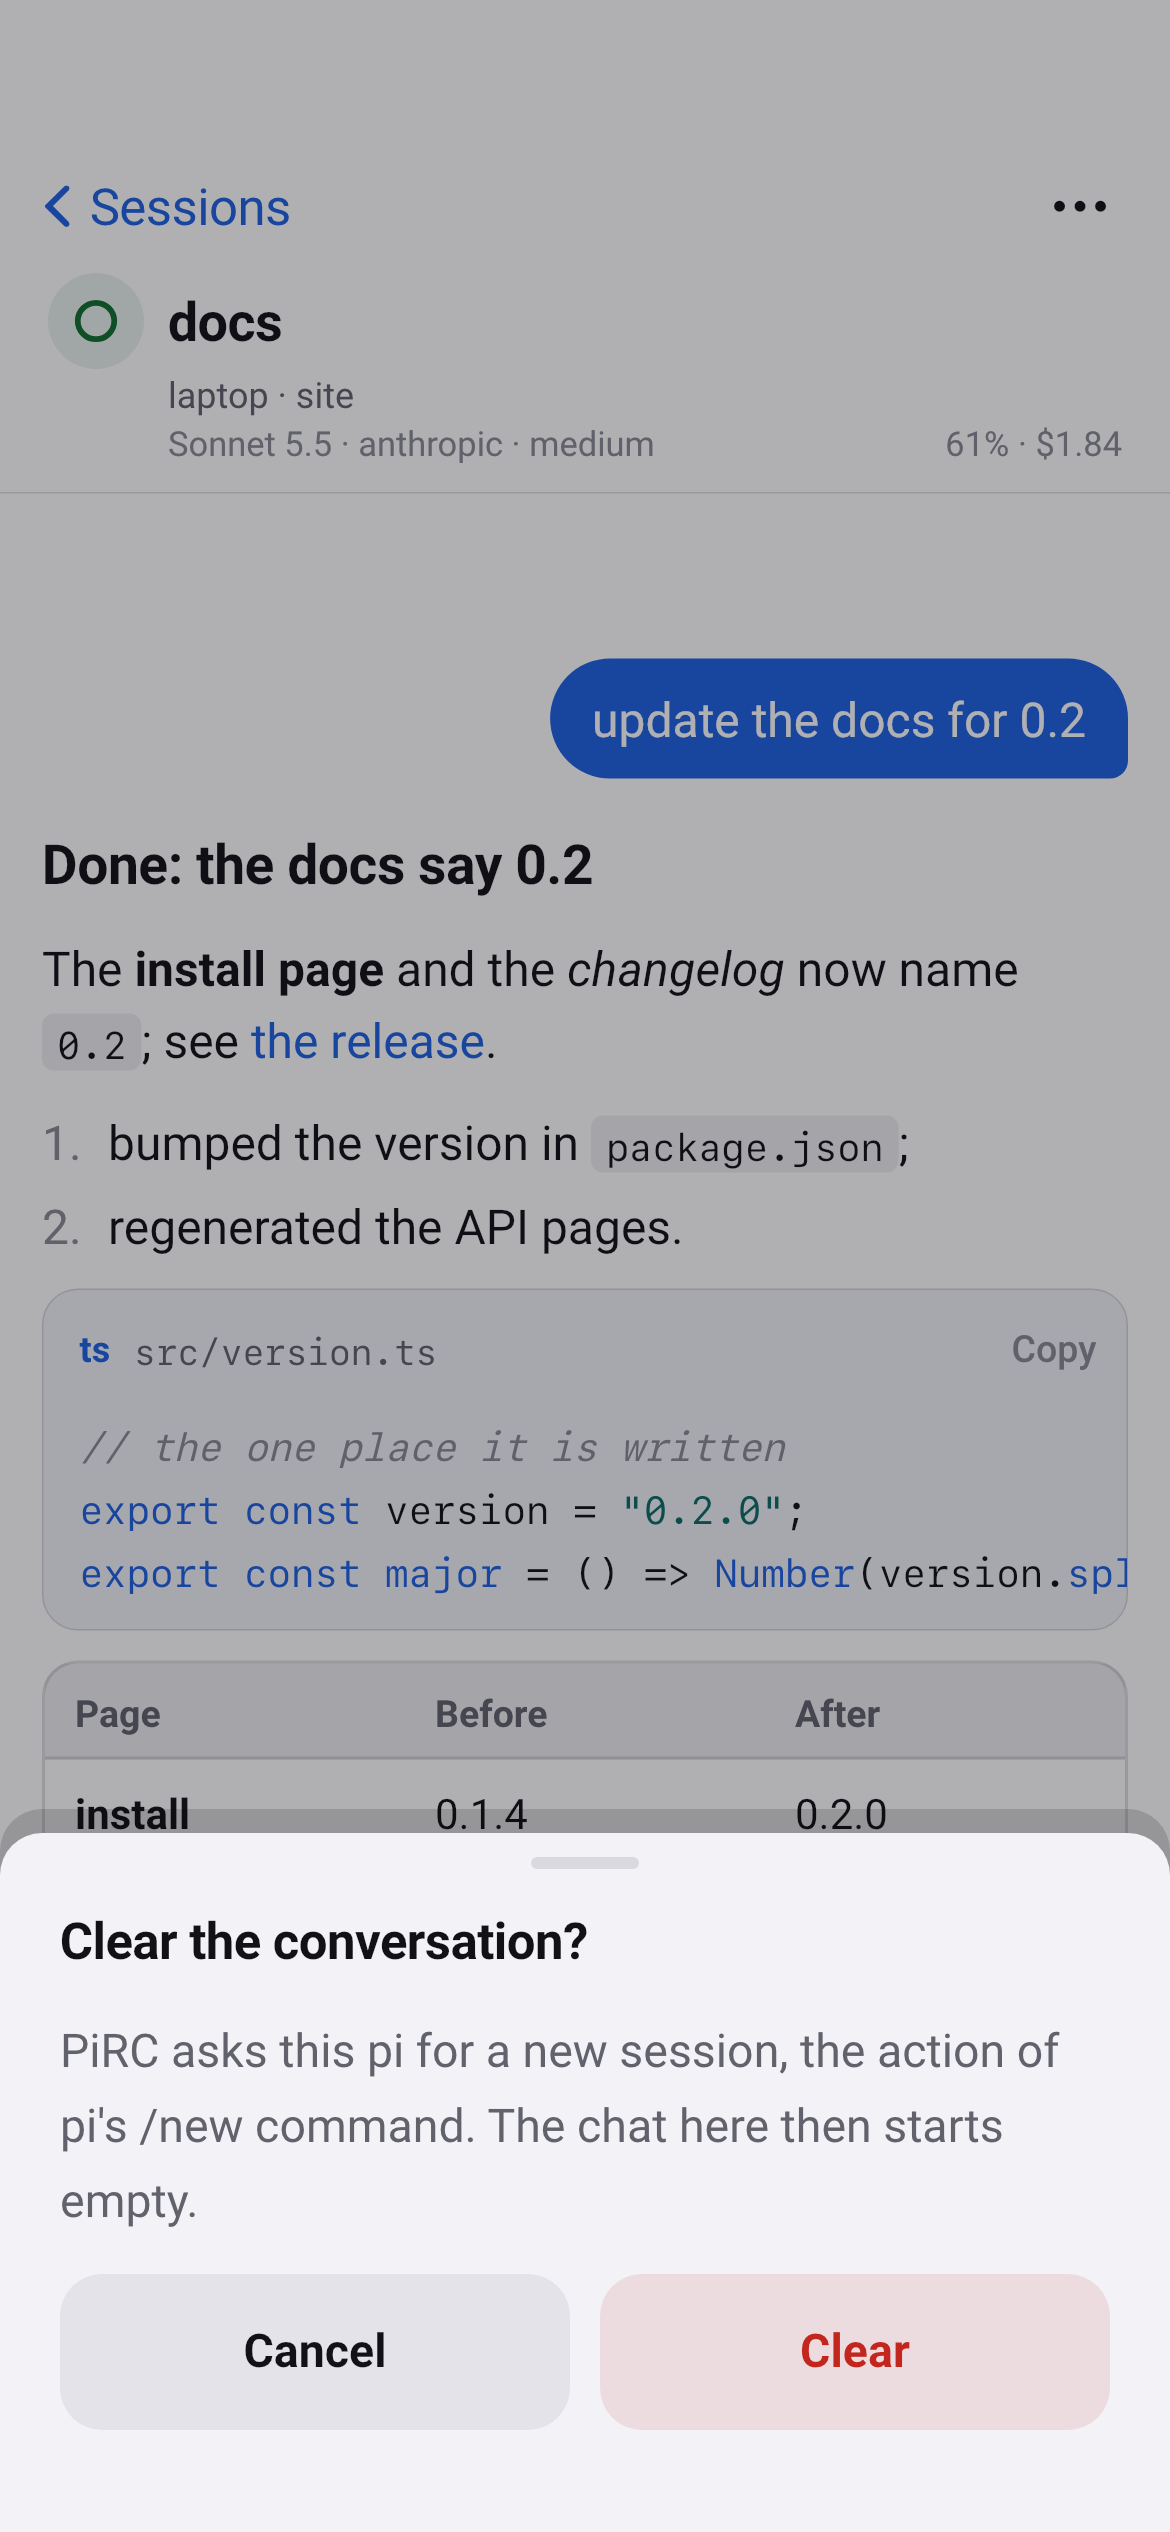 Sessions
docs
laptop · site
Sonnet 5.5 · anthropic · medium 61% · $1.84
update the docs for 0.2
Done: the docs say 0.2
The install page and the changelog now name
0.2; see the release.
1. bumped the version in package.json;
2. regenerated the API pages.
ts src/version.ts Copy
// the one place it is written
export const version = "0.2.0";
export const major = () => Number(version.spl
Page Before After
install 0.1.4 0.2.0
Clear the conversation?
PiRC asks this pi for a new session, the action of
pi's /new command. The chat here then starts
empty.
Cancel Clear